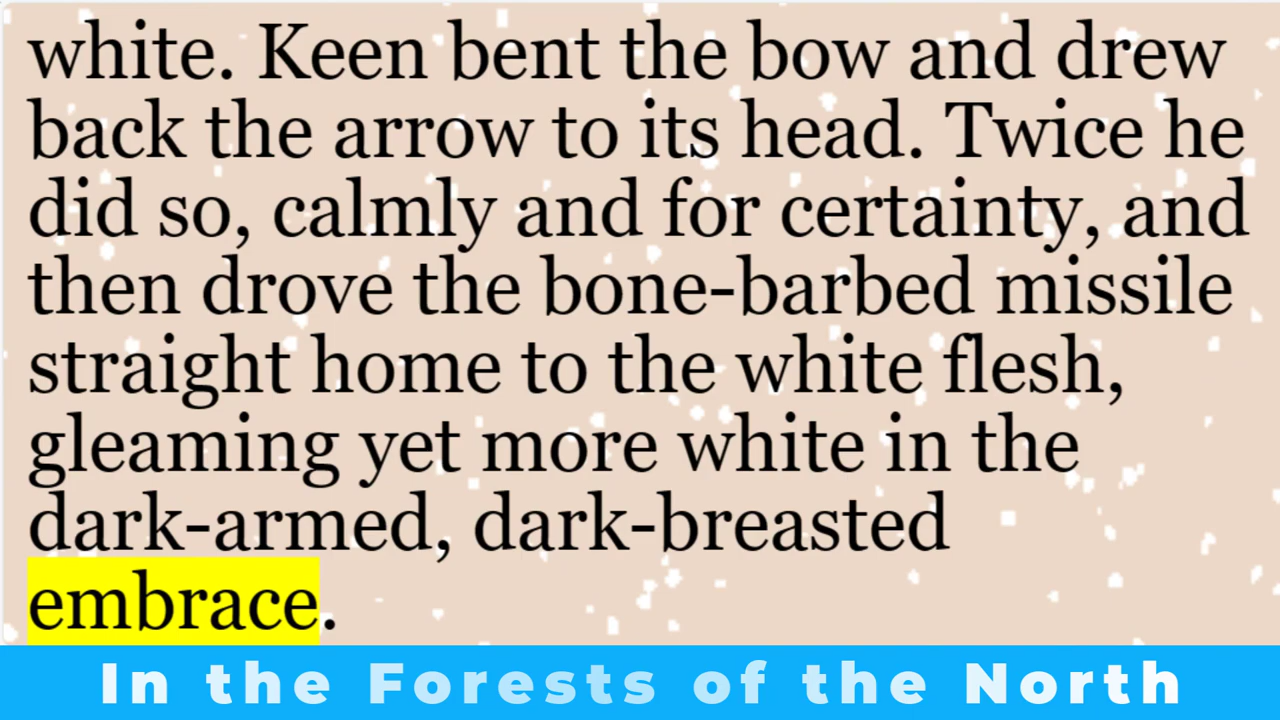 white. Keen bent the bow and drew
back the arrow to its head. Twice he
did so, calmly and for certainty, and
then drove the bone-barbed missile
straight home to the white flesh,
gleaming yet more white in the
dark-armed, dark-breasted
embrace.
In the Forests of the North